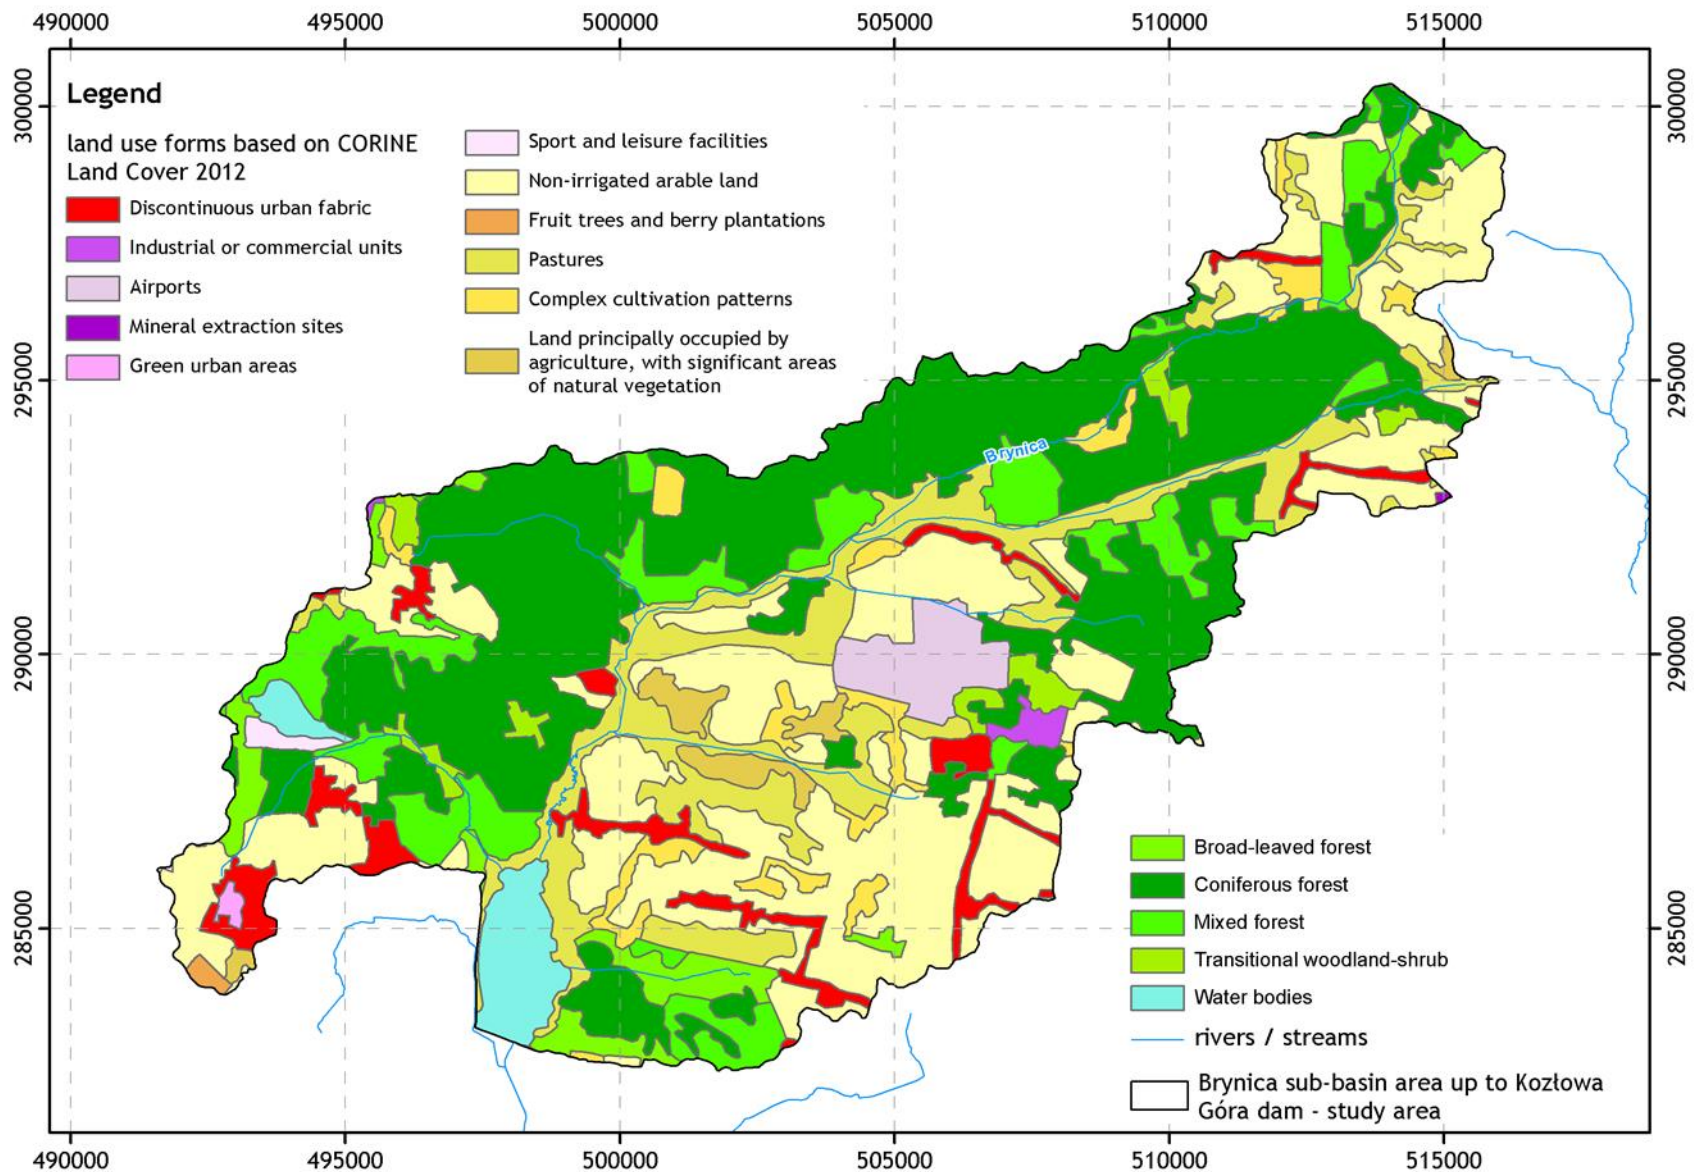 490000 495000 500000 505000 510000 515000
300000
300000
295000
295000
290000
290000
285000
285000
Legend
land use forms based on CORINE
Land Cover 2012
Discontinuous urban fabric
Industrial or commercial units
Airports
Mineral extraction sites
Green urban areas
Sport and leisure facilities
Non-irrigated arable land
Fruit trees and berry plantations
Pastures
Complex cultivation patterns
Land principally occupied by
agriculture, with significant areas
of natural vegetation
Brynica
Broad-leaved forest
Coniferous forest
Mixed forest
Transitional woodland-shrub
Water bodies
rivers / streams
Brynica sub-basin area up to Kozłowa
Góra dam - study area
490000 495000 500000 505000 510000 515000